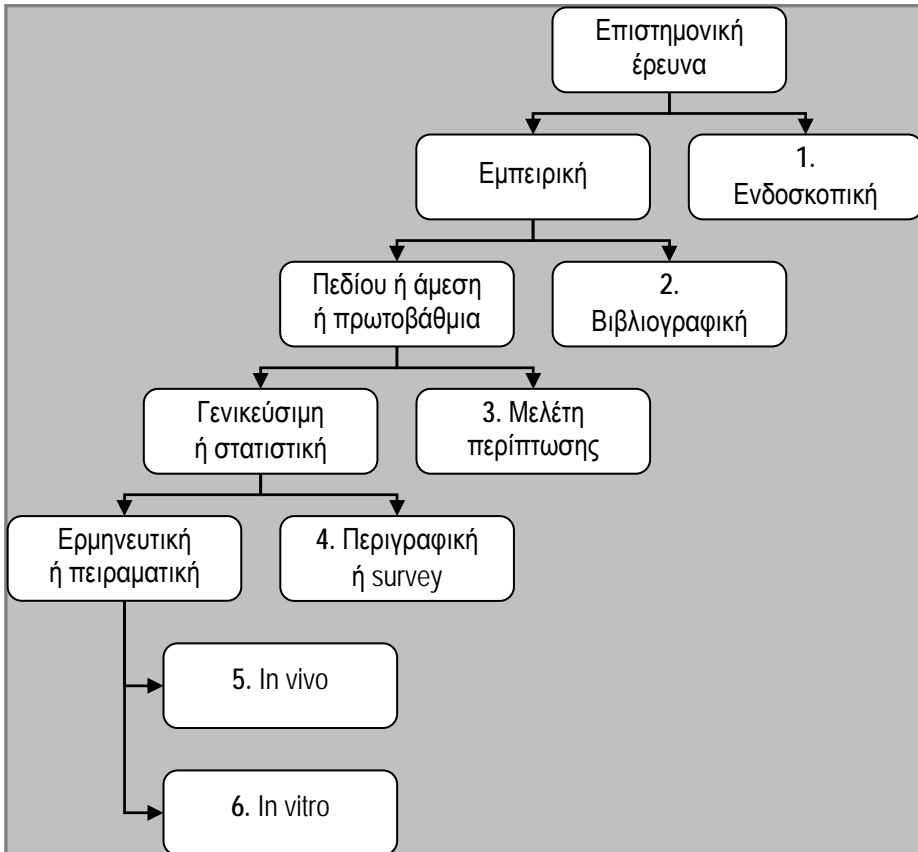 Επιστημονική
έρευνα
Εμπειρική
1.
Ενδοσκοπική
Πεδίου ή άμεση
ή πρωτοβάθμια
2.
Βιβλιογραφική
Γενικεύσιμη
ή στατιστική
3. Μελέτη
περίπτωσης
Ερμηνευτική
ή πειραματική
4. Περιγραφική
ή survey
5. In vivo
6. In vitro